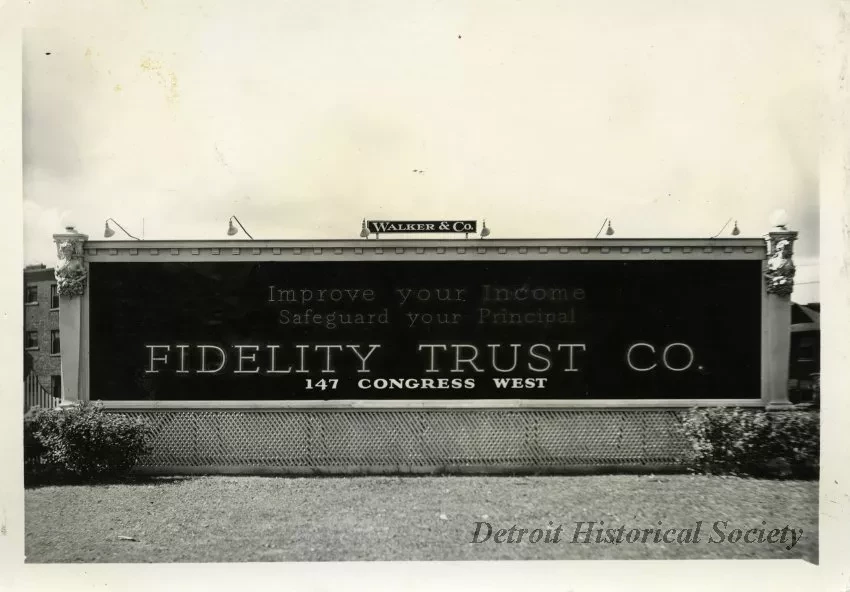 WALKER & CO.
Improve your Income
Safeguard your Principal
FIDELITY TRUST CO.
147 CONGRESS WEST
Detroit Historical Society